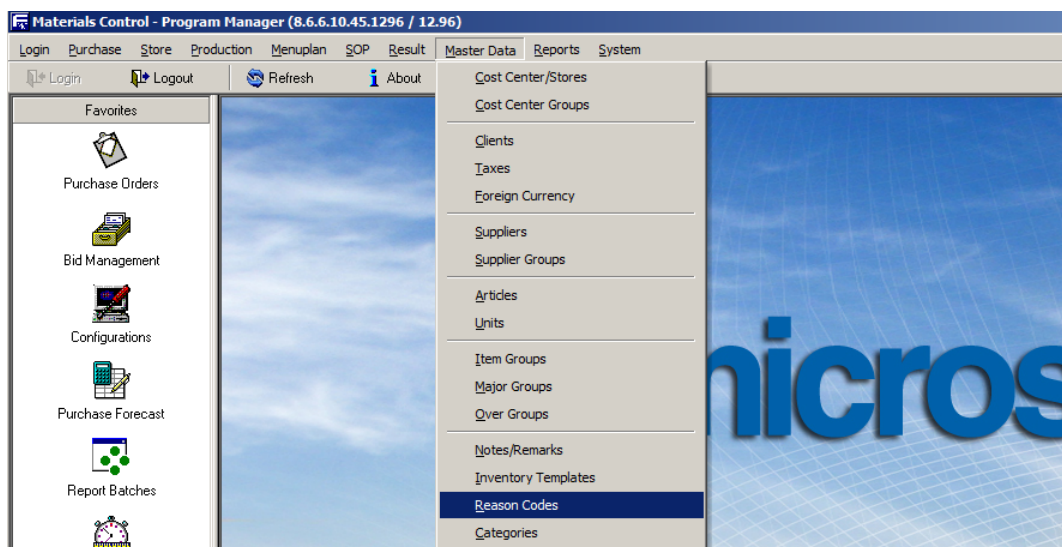 Materials Control - Program Manager (8.6.6.10.45.1296 / 12.96)
Login Purchase Store Production Menuplan SOP Result Master Data Reports System
Login Logout Refresh About
Favorites
Purchase Orders
Bid Management
Configurations
Purchase Forecast
Report Batches
Cost Center/Stores
Cost Center Groups
Clients
Taxes
Foreign Currency
Suppliers
Supplier Groups
Articles
Units
Item Groups
Major Groups
Over Groups
Notes/Remarks
Inventory Templates
Reason Codes
Categories
micros